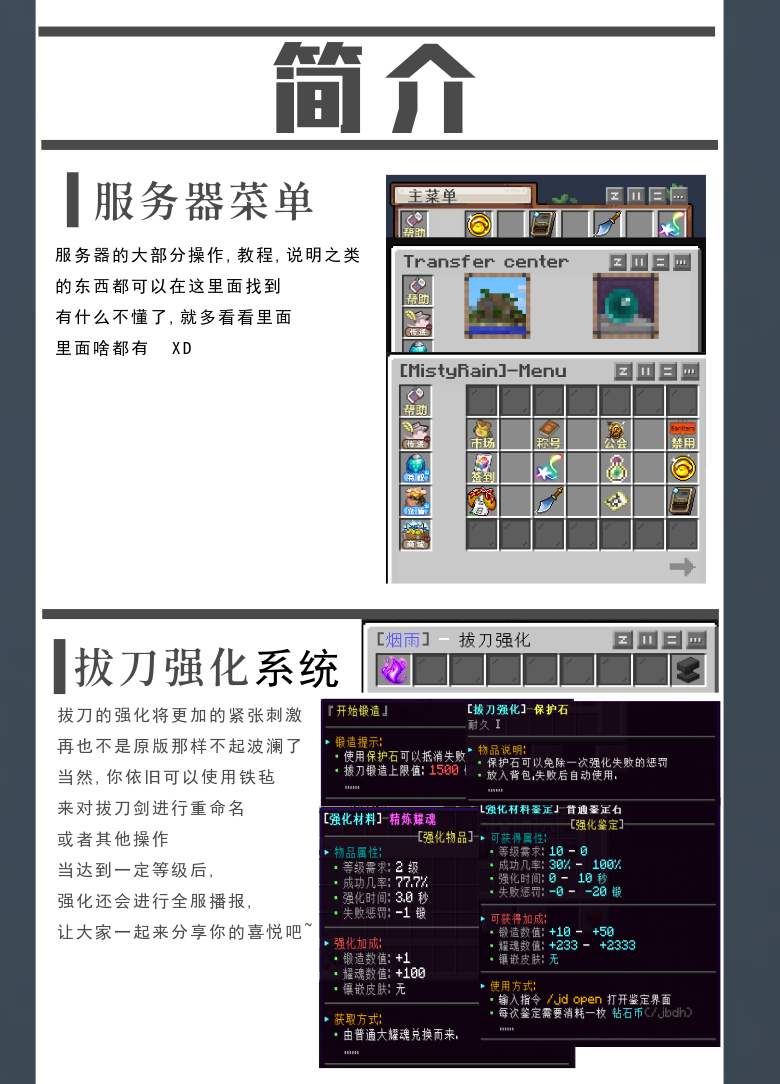 简介
服务器菜单
服务器的大部分操作, 教程, 说明之类
的东西都可以在这里面找到
有什么不懂了, 就多看看里面
里面啥都有 XD
主菜单
帮助
Transfer center
帮助
传送
[MistyRain]-Menu
帮助
市场
称号
公会
禁用
传送
签到
商城
拔刀强化系统
[烟雨] - 拔刀强化
拔刀的强化将更加的紧张刺激
再也不是原版那样不起波澜了
当然, 你依旧可以使用铁毡
来对拔刀剑进行重命名
或者其他操作
当达到一定等级后,
强化还会进行全服播报,
让大家一起来分享你的喜悦吧~
『开始锻造』
锻造提示:
使用保护石可以抵消失败
拔刀锻造上限值: 1500
......
[拔刀强化]-保护石
耐久 I
物品说明:
保护石可以免除一次强化失败的惩罚
放入背包,失败后自动使用.
......
[强化材料]-精炼耀魂
[强化物品]-
物品属性:
等级需求: 2 级
成功几率: 77.7%
强化时间: 3.0 秒
失败惩罚: -1 锻
强化加成:
锻造数值: +1
耀魂数值: +100
镶嵌皮肤: 无
获取方式:
由普通大耀魂兑换而来.
......
[强化材料鉴定]-普通鉴定石
[强化鉴定]
可获得属性:
等级需求: 10 - 0
成功几率: 30% - 100%
强化时间: 0 - 10 秒
失败惩罚: -0 - -20 锻
可获得加成:
锻造数值: +10 - +50
耀魂数值: +233 - +2333
镶嵌皮肤: 无
使用方式:
输入指令 /jd open 打开鉴定界面
每次鉴定需要消耗一枚 钻石币(/jbdh)
......